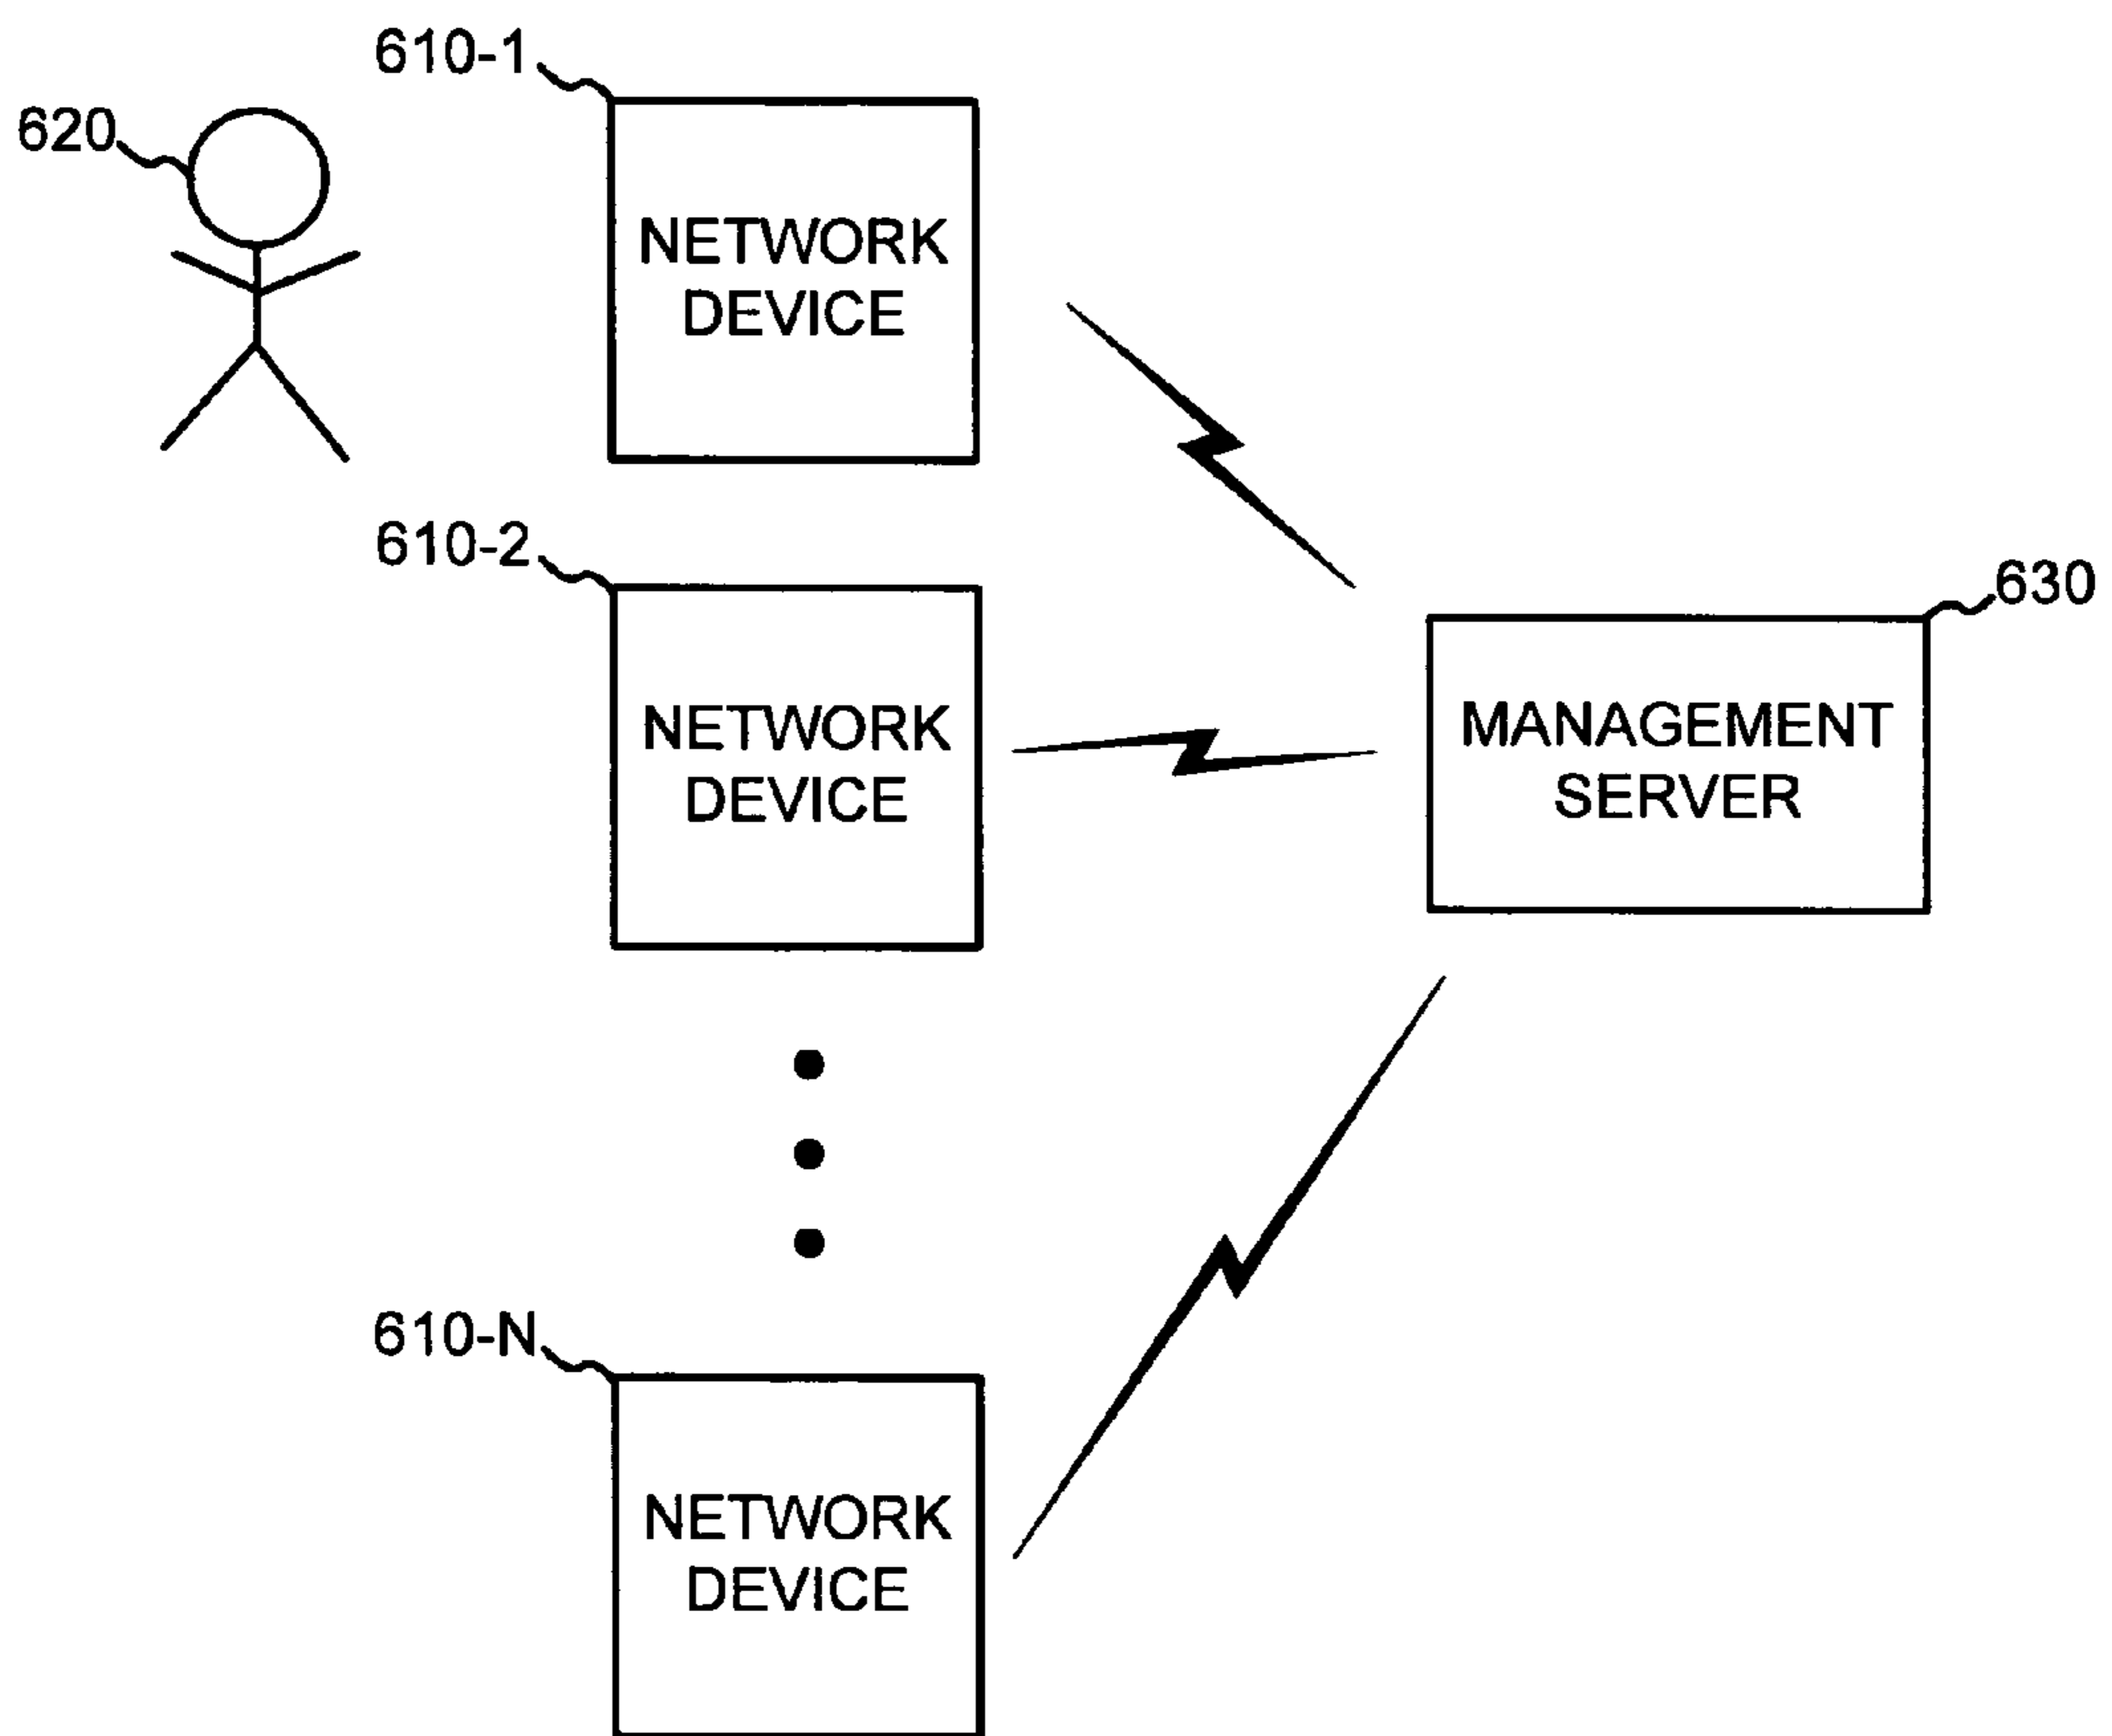 610-1
620
NETWORK
DEVICE
610-2
630
NETWORK
DEVICE
MANAGEMENT
SERVER
610-N
NETWORK
DEVICE